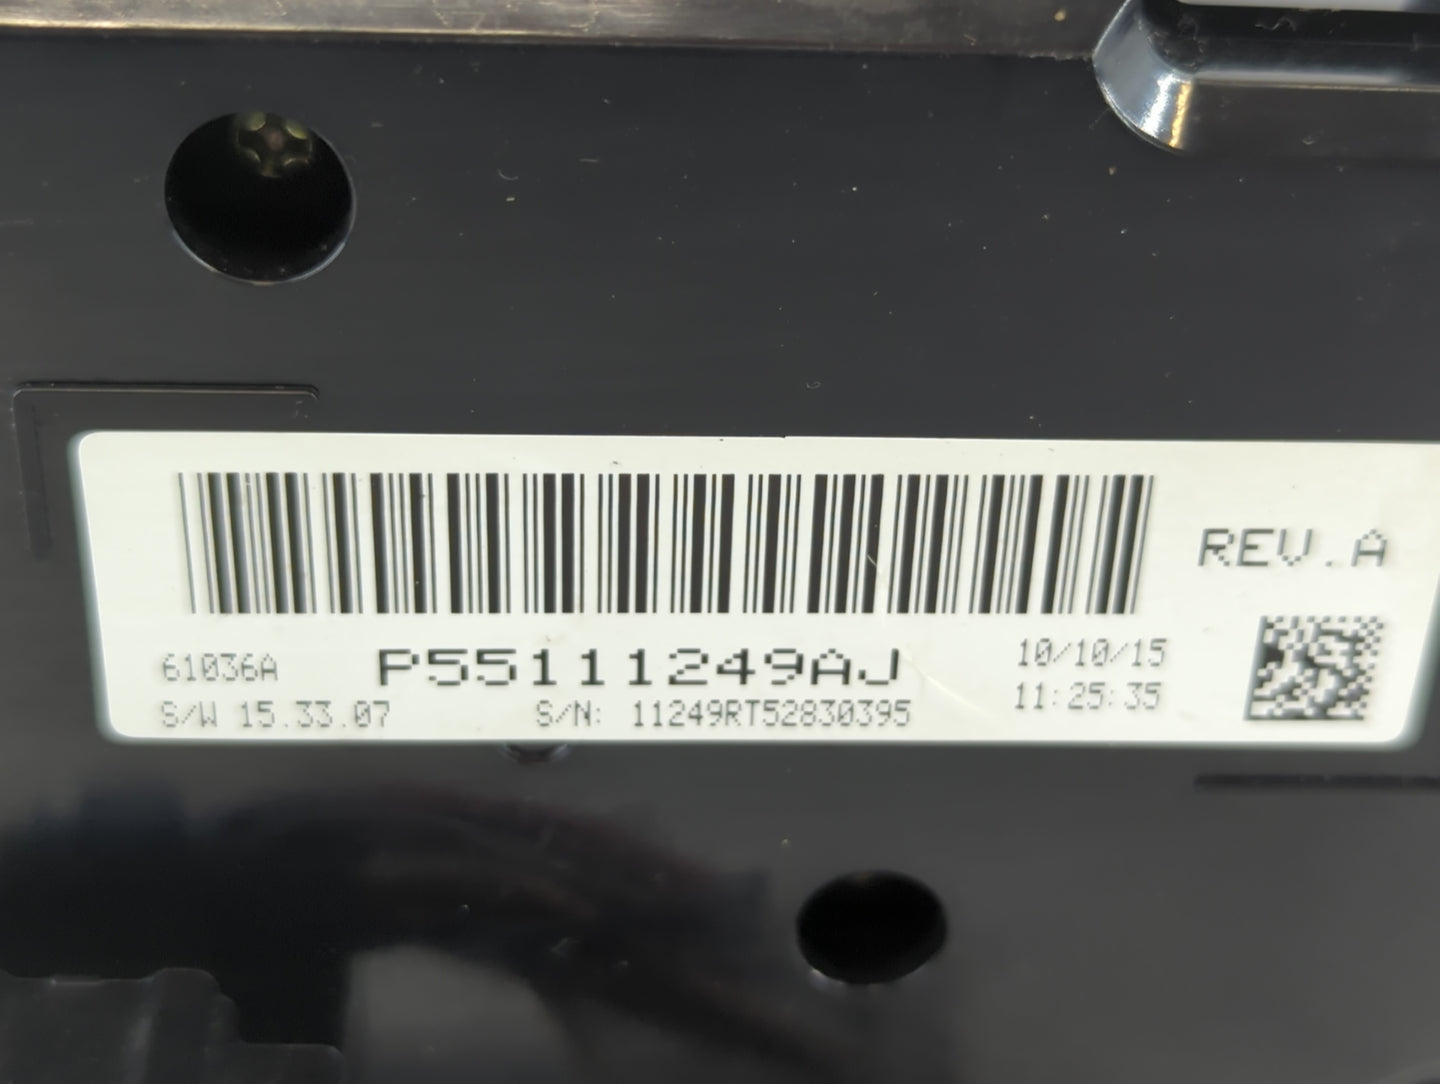 REV.A
61036A P55111249AJ 10/10/15
S/W 15.33.07 S/N: 11249RT52830395 11:25:35